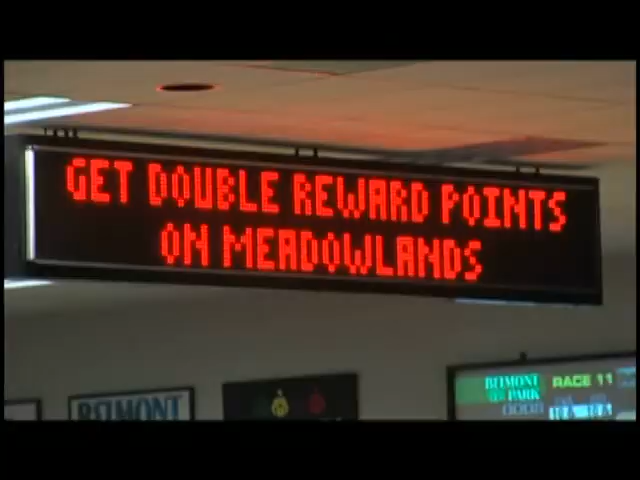 GET DOUBLE REWARD POINTS
ON MEADOWLANDS
BELMONT
BELMONT
PARK
RACE 11